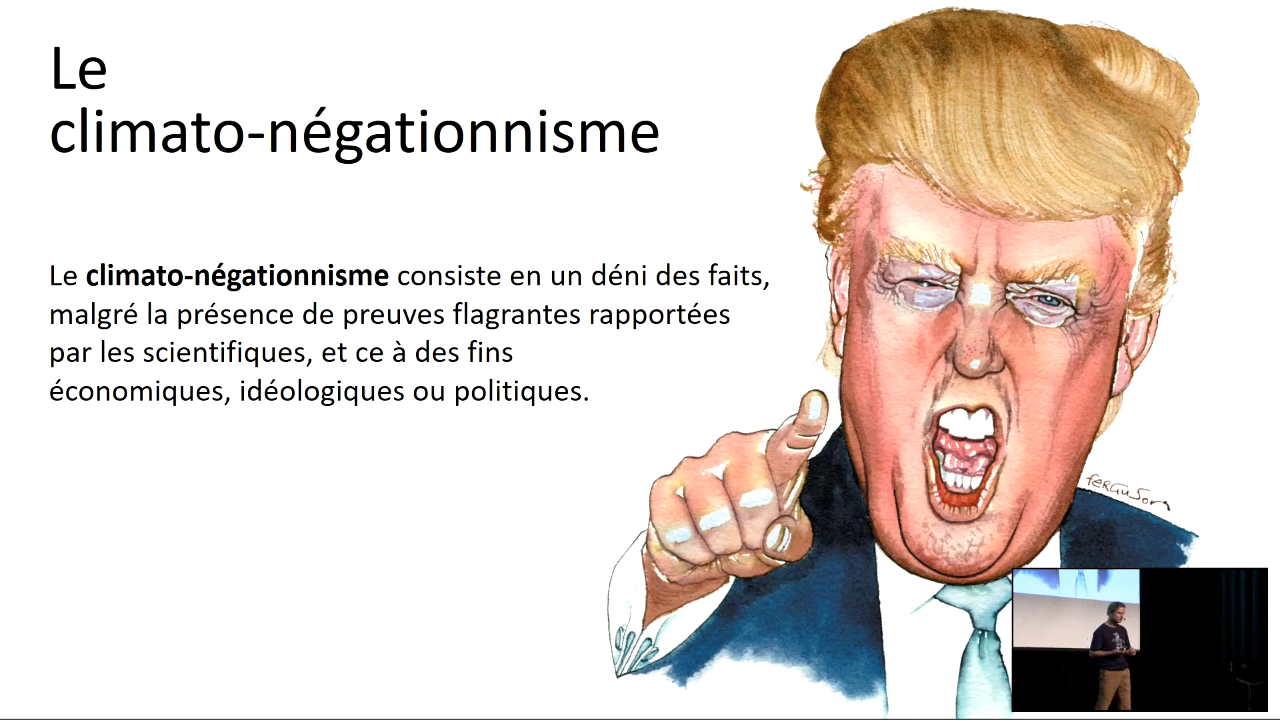 Le
climato-négationnisme
Le climato-négationnisme consiste en un déni des faits,
malgré la présence de preuves flagrantes rapportées
par les scientifiques, et ce à des fins
économiques, idéologiques ou politiques.
FERGUSON